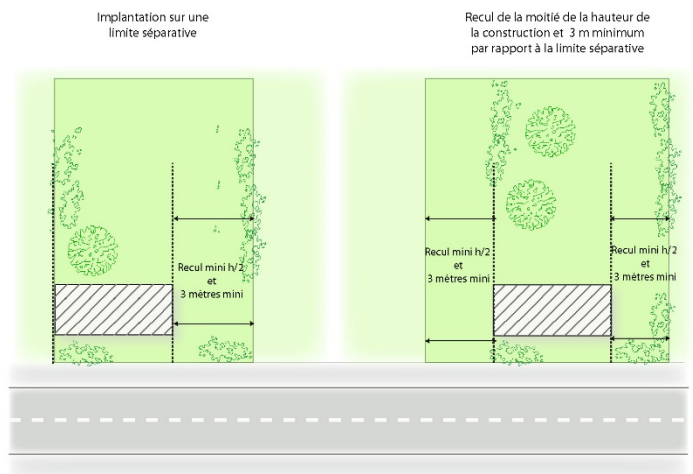 Implantation sur une
limite séparative
Recul de la moitié de la hauteur de
la construction et 3 m minimum
par rapport à la limite séparative
Recul mini h/2
et
3 mètres mini
Recul mini h/2
et
3 mètres mini
Recul mini h/2
et
3 mètres mini